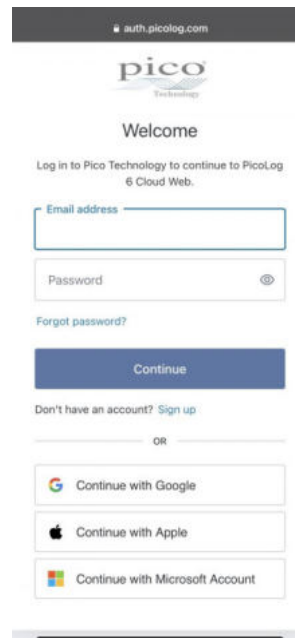 auth.picolog.com
pico
Technology
Welcome
Log in to Pico Technology to continue to PicoLog
6 Cloud Web.
Email address
Password
Forgot password?
Continue
Don't have an account? Sign up
OR
Continue with Google
Continue with Apple
Continue with Microsoft Account